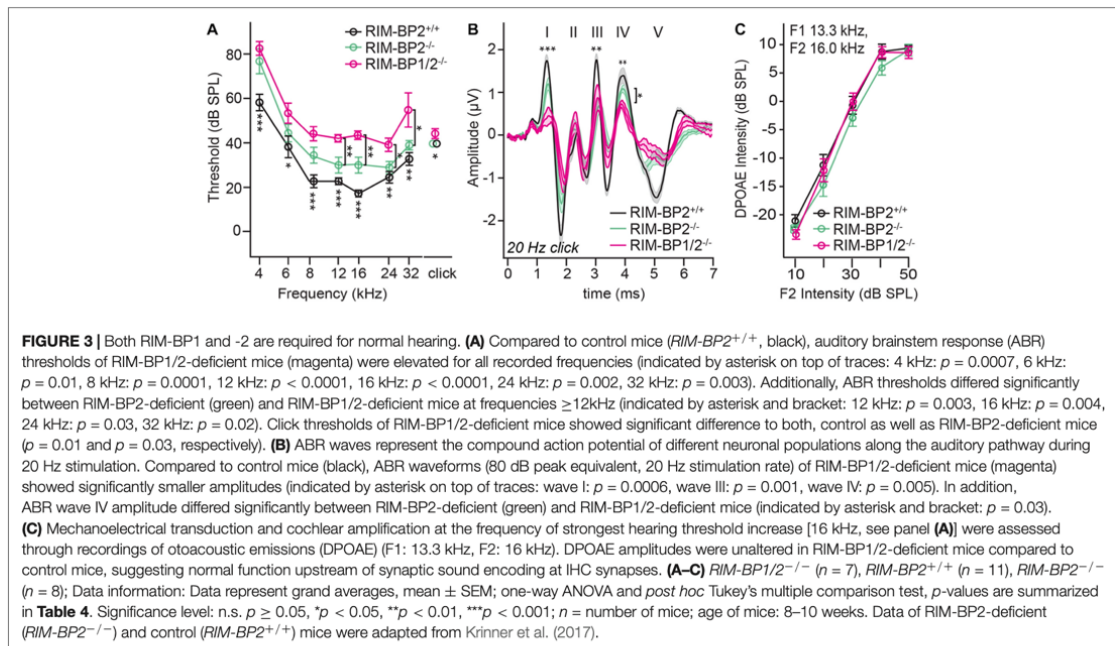 A
RIM-BP2+/+
RIM-BP2-/-
RIM-BP1/2-/-
80
60
40
20
0
Threshold (dB SPL)
***
*
***
***
***
**
**
**
**
*
*
*
4 6 8 12 16 24 32 click
Frequency (kHz)
B
I II III IV V
***
**
**
*
2
1
0
-1
-2
Amplitude (μV)
RIM-BP2+/+
RIM-BP2-/-
RIM-BP1/2-/-
20 Hz click
0 1 2 3 4 5 6 7
time (ms)
C
F1 13.3 kHz,
F2 16.0 kHz
10
5
0
-5
-10
-15
-20
DPOAE Intensity (dB SPL)
RIM-BP2+/+
RIM-BP2-/-
RIM-BP1/2-/-
10 30 50
F2 Intensity (dB SPL)
FIGURE 3 | Both RIM-BP1 and -2 are required for normal hearing. (A) Compared to control mice (RIM-BP2+/+, black), auditory brainstem response (ABR)
thresholds of RIM-BP1/2-deficient mice (magenta) were elevated for all recorded frequencies (indicated by asterisk on top of traces: 4 kHz: p = 0.0007, 6 kHz:
p = 0.01, 8 kHz: p = 0.0001, 12 kHz: p < 0.0001, 16 kHz: p < 0.0001, 24 kHz: p = 0.002, 32 kHz: p = 0.003). Additionally, ABR thresholds differed significantly
between RIM-BP2-deficient (green) and RIM-BP1/2-deficient mice at frequencies ≥12kHz (indicated by asterisk and bracket: 12 kHz: p = 0.003, 16 kHz: p = 0.004,
24 kHz: p = 0.03, 32 kHz: p = 0.02). Click thresholds of RIM-BP1/2-deficient mice showed significant difference to both, control as well as RIM-BP2-deficient mice
(p = 0.01 and p = 0.03, respectively). (B) ABR waves represent the compound action potential of different neuronal populations along the auditory pathway during
20 Hz stimulation. Compared to control mice (black), ABR waveforms (80 dB peak equivalent, 20 Hz stimulation rate) of RIM-BP1/2-deficient mice (magenta)
showed significantly smaller amplitudes (indicated by asterisk on top of traces: wave I: p = 0.0006, wave III: p = 0.001, wave IV: p = 0.005). In addition,
ABR wave IV amplitude differed significantly between RIM-BP2-deficient (green) and RIM-BP1/2-deficient mice (indicated by asterisk and bracket: p = 0.03).
(C) Mechanoelectrical transduction and cochlear amplification at the frequency of strongest hearing threshold increase [16 kHz, see panel (A)] were assessed
through recordings of otoacoustic emissions (DPOAE) (F1: 13.3 kHz, F2: 16 kHz). DPOAE amplitudes were unaltered in RIM-BP1/2-deficient mice compared to
control mice, suggesting normal function upstream of synaptic sound encoding at IHC synapses. (A–C) RIM-BP1/2−/− (n = 7), RIM-BP2+/+ (n = 11), RIM-BP2−/−
(n = 8); Data information: Data represent grand averages, mean ± SEM; one-way ANOVA and post hoc Tukey's multiple comparison test, p-values are summarized
in Table 4. Significance level: n.s. p ≥ 0.05, *p < 0.05, **p < 0.01, ***p < 0.001; n = number of mice; age of mice: 8–10 weeks. Data of RIM-BP2-deficient
(RIM-BP2−/−) and control (RIM-BP2+/+) mice were adapted from Krinner et al. (2017).